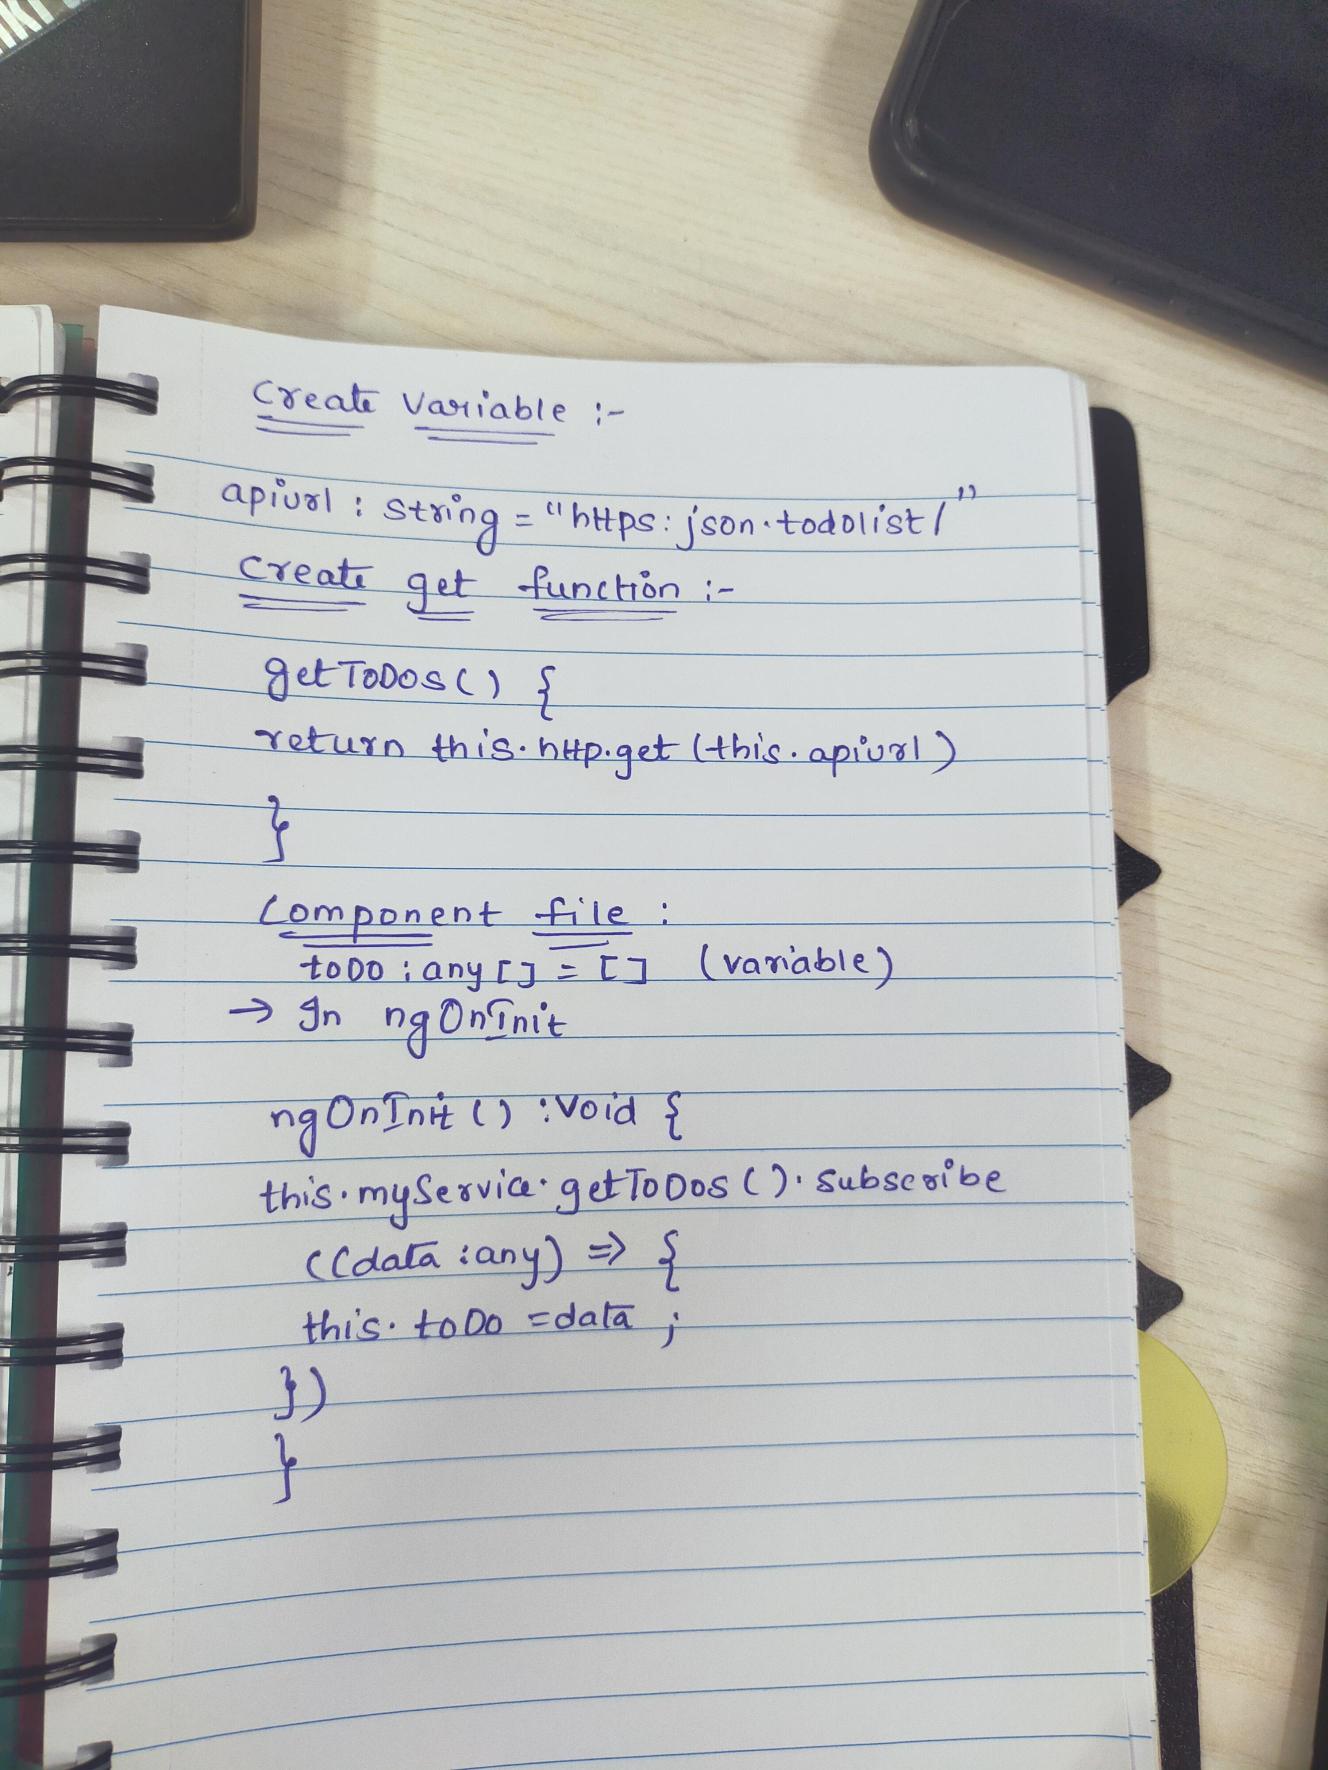 Create Variable :-
apiurl : string = "https: json.todolist/"
Create get function :-
getToDos() {
return this.http.get (this.apiurl)
}
Component file :
toDo : any [] = [] (variable)
→ In ngOnInit
ngOnInit () : Void {
this.myService.getToDos().subscribe
((data : any) => {
this.toDo = data ;
})
}